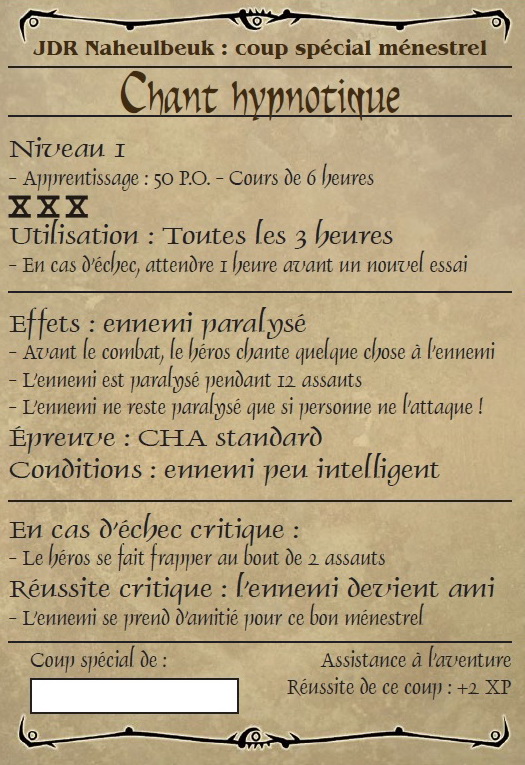 JDR Naheulbeuk : coup spécial ménestrel
Chant hypnotique
Niveau 1
- Apprentissage : 50 P.O. - Cours de 6 heures
Utilisation : Toutes les 3 heures
- En cas d'échec, attendre 1 heure avant un nouvel essai
Effets : ennemi paralysé
- Avant le combat, le héros chante quelque chose à l'ennemi
- L'ennemi est paralysé pendant 12 assauts
- L'ennemi ne reste paralysé que si personne ne l'attaque !
Épreuve : CHA standard
Conditions : ennemi peu intelligent
En cas d'échec critique :
- Le héros se fait frapper au bout de 2 assauts
Réussite critique : l'ennemi devient ami
- L'ennemi se prend d'amitié pour ce bon ménestrel
Coup spécial de :
Assistance à l'aventure
Réussite de ce coup : +2 XP